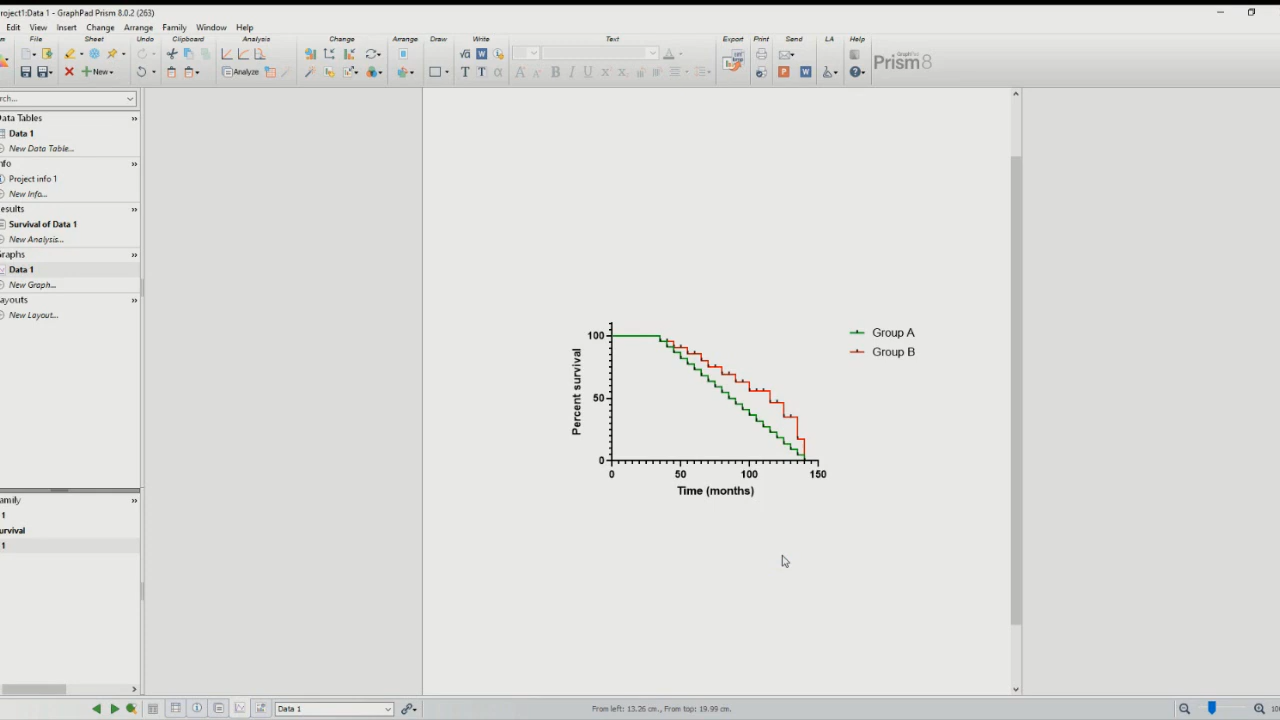 roject1:Data 1 - GraphPad Prism 8.0.2 (263)
Edit View Insert Change Arrange Family Window Help
File Sheet Undo Clipboard Analysis Change Arrange Draw Write Text Export Print Send LA Help
New
Analyze
B I U
GraphPad
Prism8
rch...
Data Tables
Data 1
New Data Table...
nfo
Project info 1
New Info...
esults
Survival of Data 1
New Analysis...
Graphs
Data 1
New Graph...
ayouts
New Layout...
amily
1
urvival
1
100
50
0
Percent survival
0 50 100 150
Time (months)
Group A
Group B
Data 1
From left: 13.26 cm., From top: 19.99 cm.
10